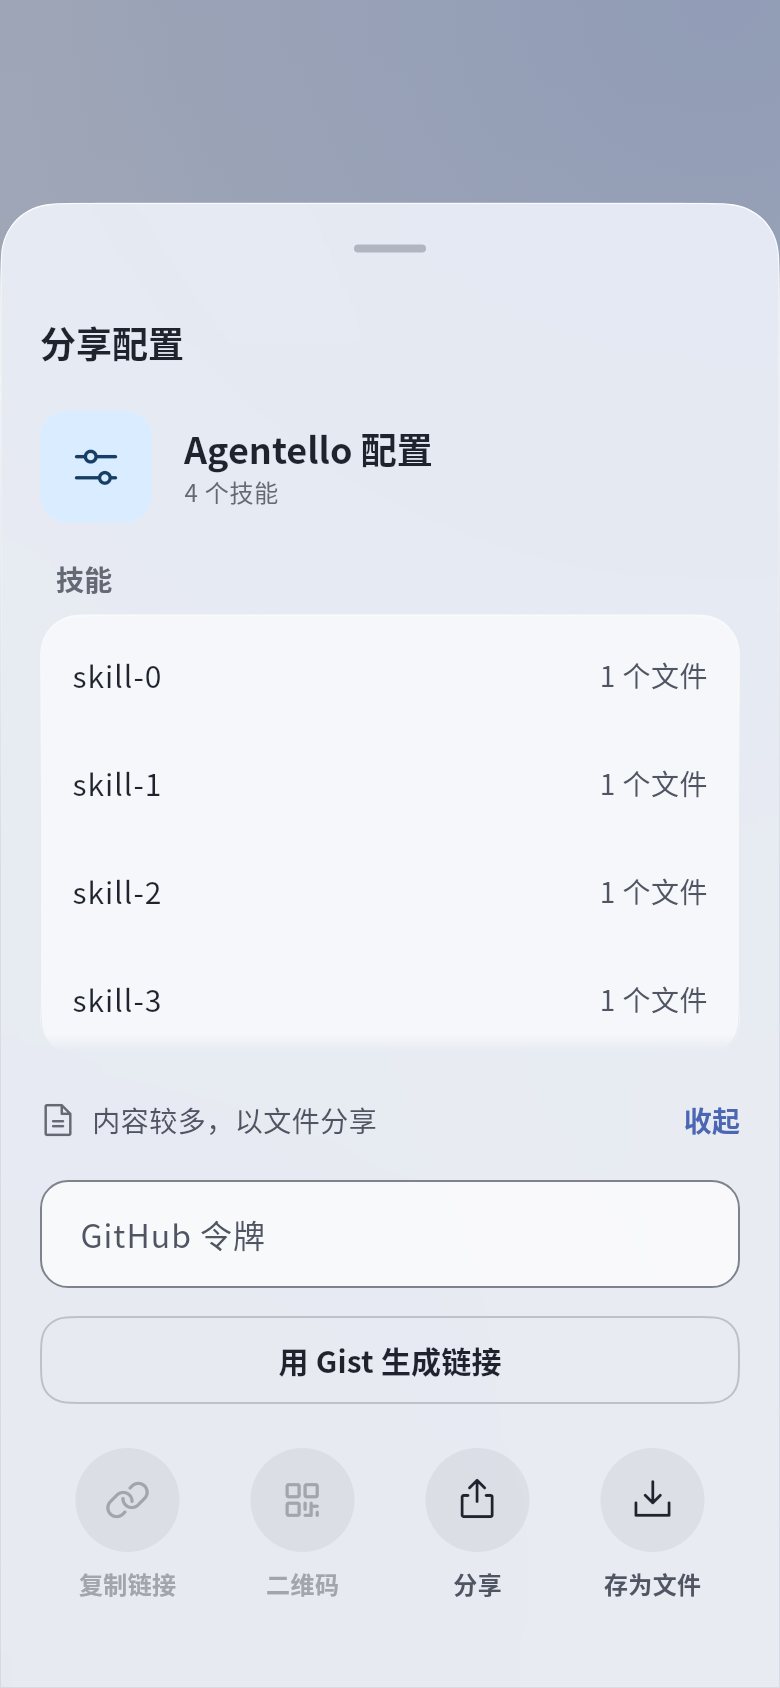 分享配置
Agentello 配置
4 个技能
技能
skill-0 1 个文件
skill-1 1 个文件
skill-2 1 个文件
skill-3 1 个文件
内容较多，以文件分享 收起
GitHub 令牌
用 Gist 生成链接
复制链接 二维码 分享 存为文件